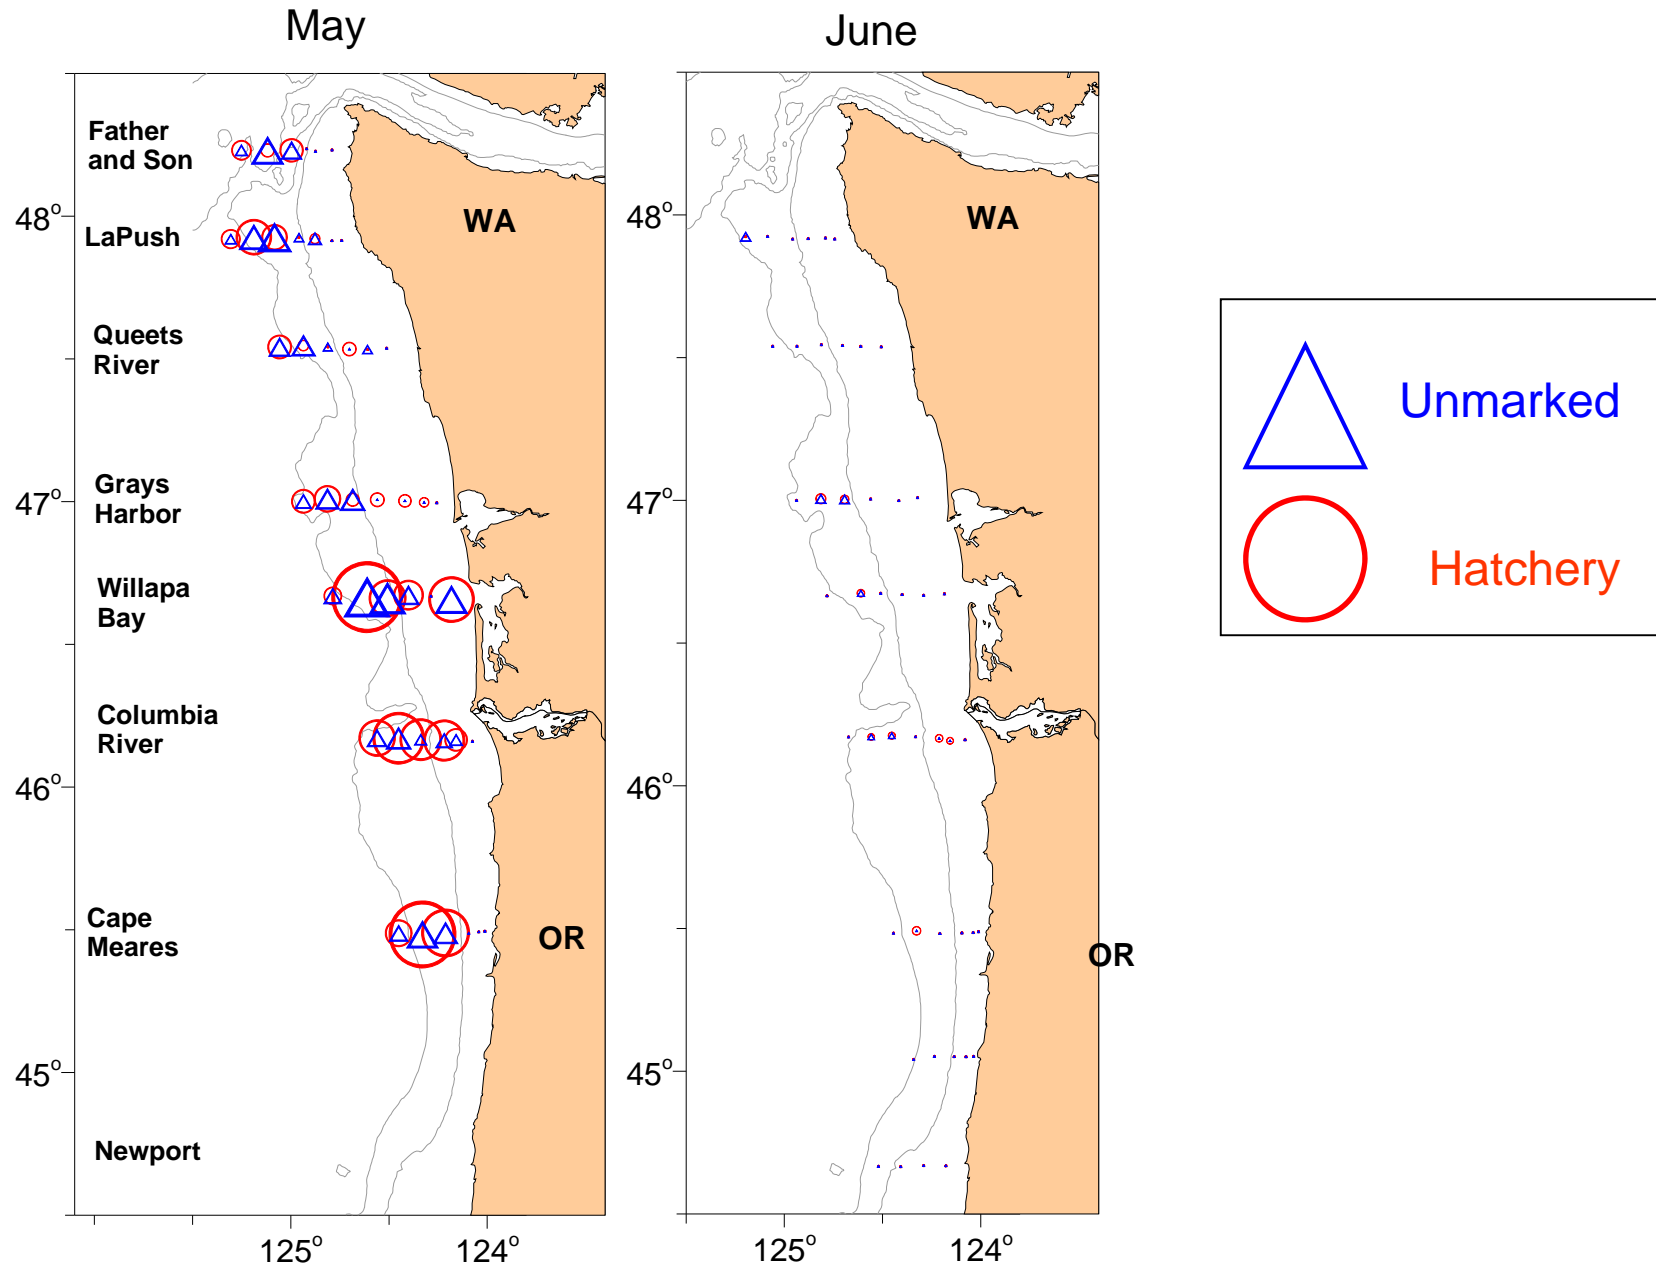 May
June
Father
and Son
LaPush
Queets
River
Grays
Harbor
Willapa
Bay
Columbia
River
Cape
Meares
Newport
48°
47°
46°
45°
125°
124°
WA
OR
48°
47°
46°
45°
125°
124°
WA
OR
Unmarked
Hatchery